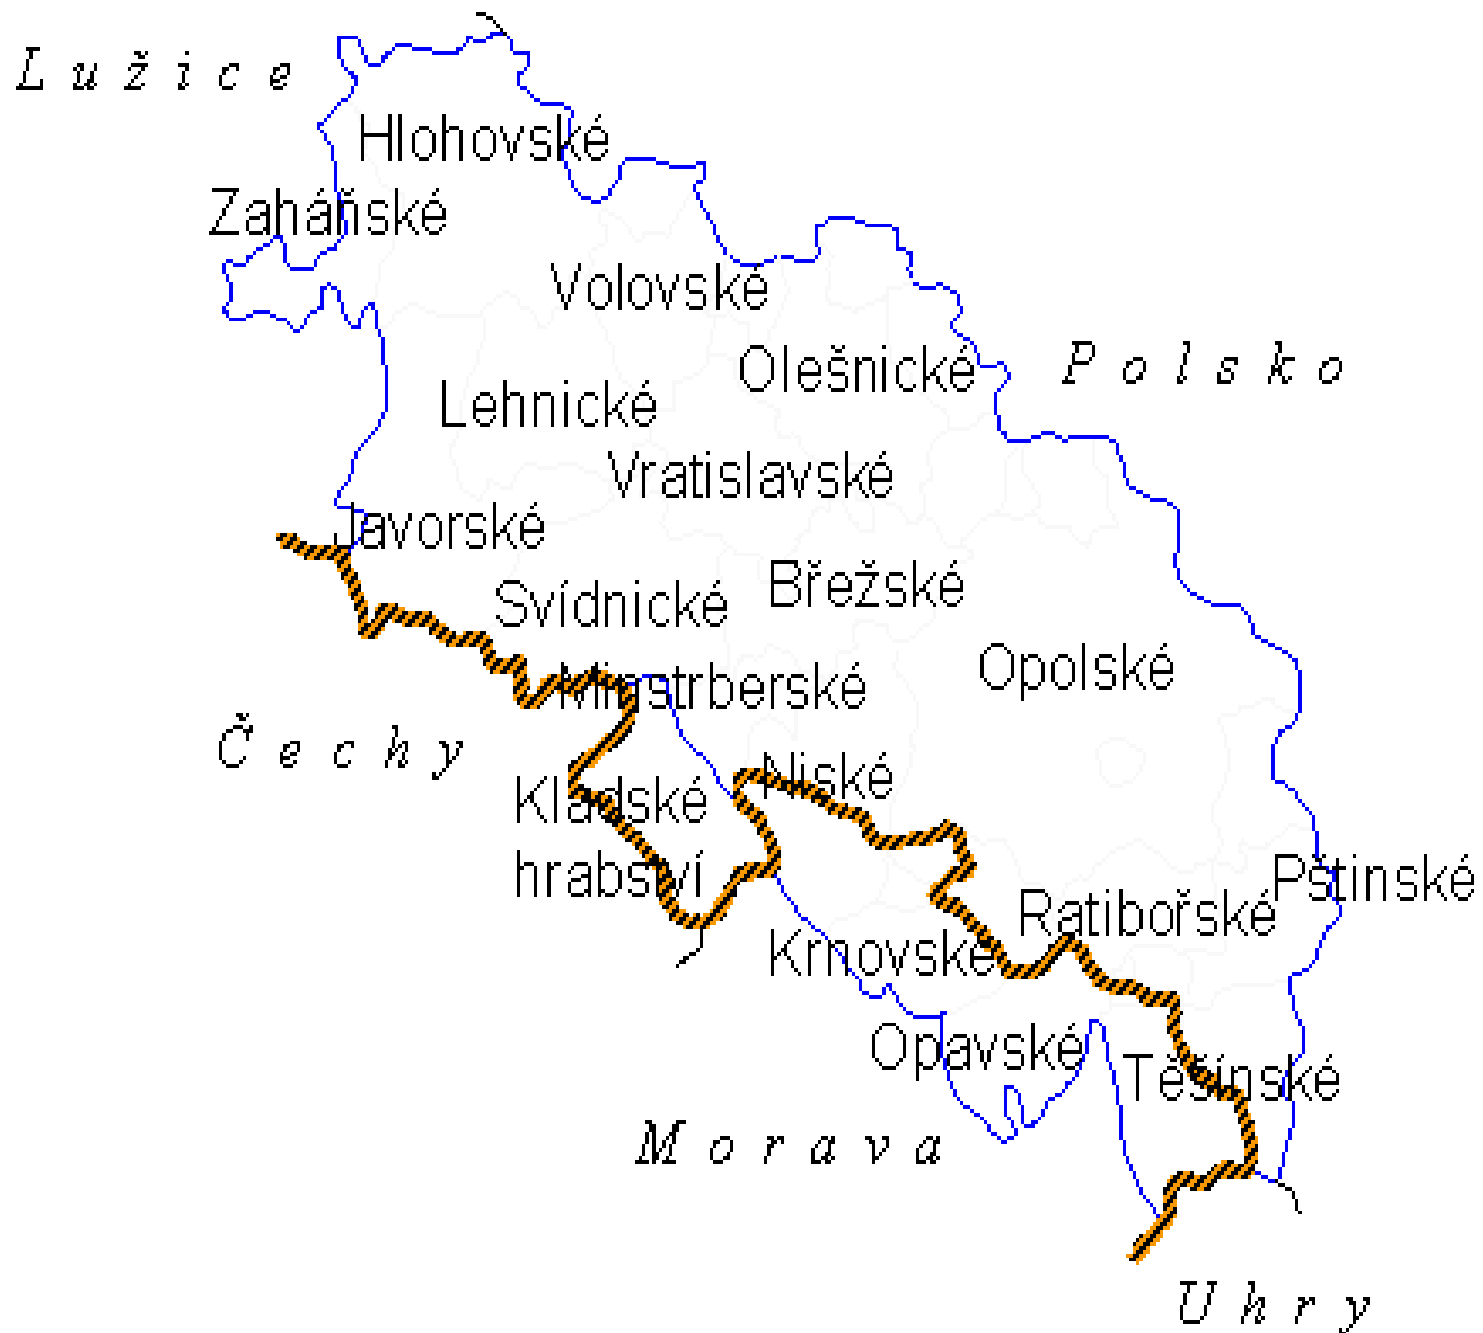 Lužice
Hlohovské
Zaháňské
Volovské
Olešnické
Polsko
Lehnické
Vratislavské
Javorské
Břežské
Svídnické
Opolské
Minstrberské
Čechy
Niské
Kladské
hrabství
Pštinské
Ratibořské
Krnovské
Opavské
Těšínské
Morava
Uhry